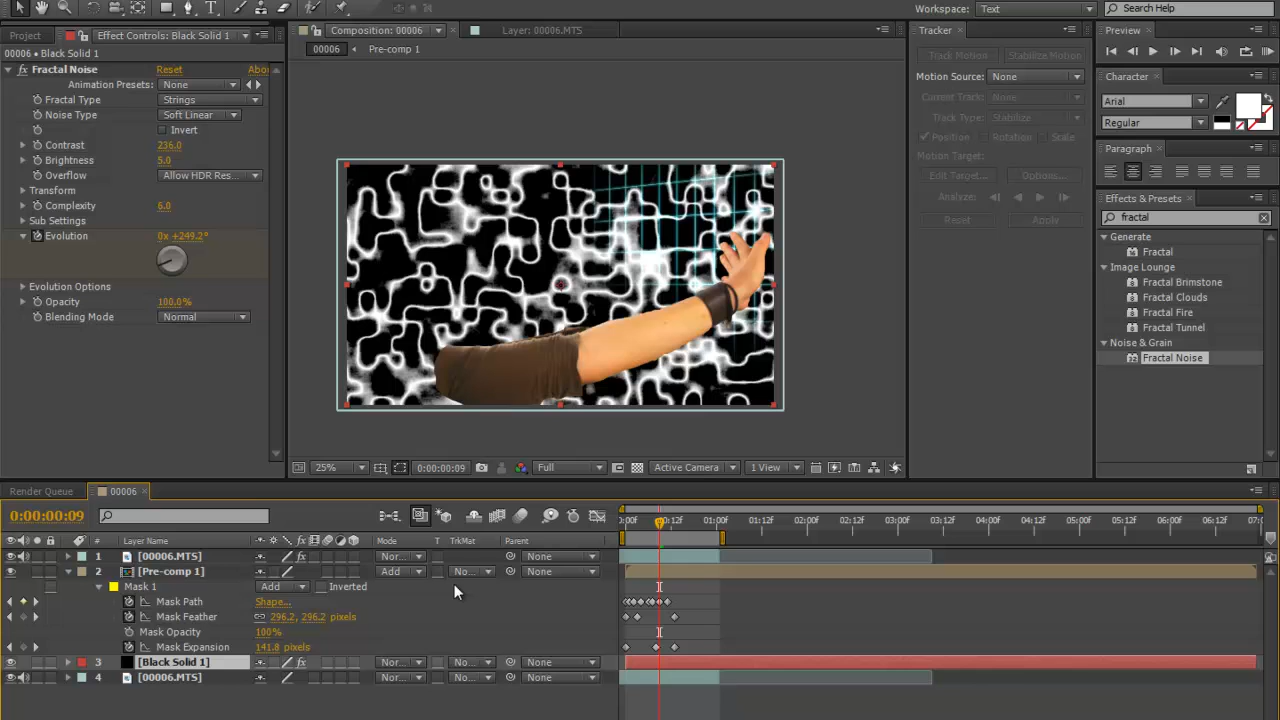 Workspace: Text
Search Help
Project
Effect Controls: Black Solid 1
00006 • Black Solid 1
Fractal Noise
Reset
Abou
Animation Presets: None
Fractal Type
Strings
Noise Type
Soft Linear
Invert
Contrast
236.0
Brightness
5.0
Overflow
Allow HDR Res...
Transform
Complexity
6.0
Sub Settings
Evolution
0x +249.2°
Evolution Options
Opacity
100.0%
Blending Mode
Normal
Composition: 00006
Layer: 00006.MTS
00006
Pre-comp 1
25%
0:00:00:09
Full
Active Camera
1 View
Tracker
Track Motion
Stabilize Motion
Motion Source: None
Current Track: None
Track Type: Stabilize
Position
Rotation
Scale
Motion Target:
Edit Target...
Options...
Analyze:
Reset
Apply
Preview
Character
Arial
Regular
Paragraph
Effects & Presets
fractal
Generate
Fractal
Image Lounge
Fractal Brimstone
Fractal Clouds
Fractal Fire
Fractal Tunnel
Noise & Grain
Fractal Noise
Render Queue
00006
0:00:00:09
:00f
00:12f
01:00f
01:12f
02:00f
02:12f
03:00f
03:12f
04:00f
04:12f
05:00f
05:12f
06:00f
06:12f
07:0
#
Layer Name
Mode
T
TrkMat
Parent
1
[00006.MTS]
Nor...
None
2
[Pre-comp 1]
Add
No...
None
Mask 1
Add
Inverted
Mask Path
Shape...
Mask Feather
296.2, 296.2 pixels
Mask Opacity
100%
Mask Expansion
141.8 pixels
3
[Black Solid 1]
Nor...
No...
None
4
[00006.MTS]
Nor...
No...
None